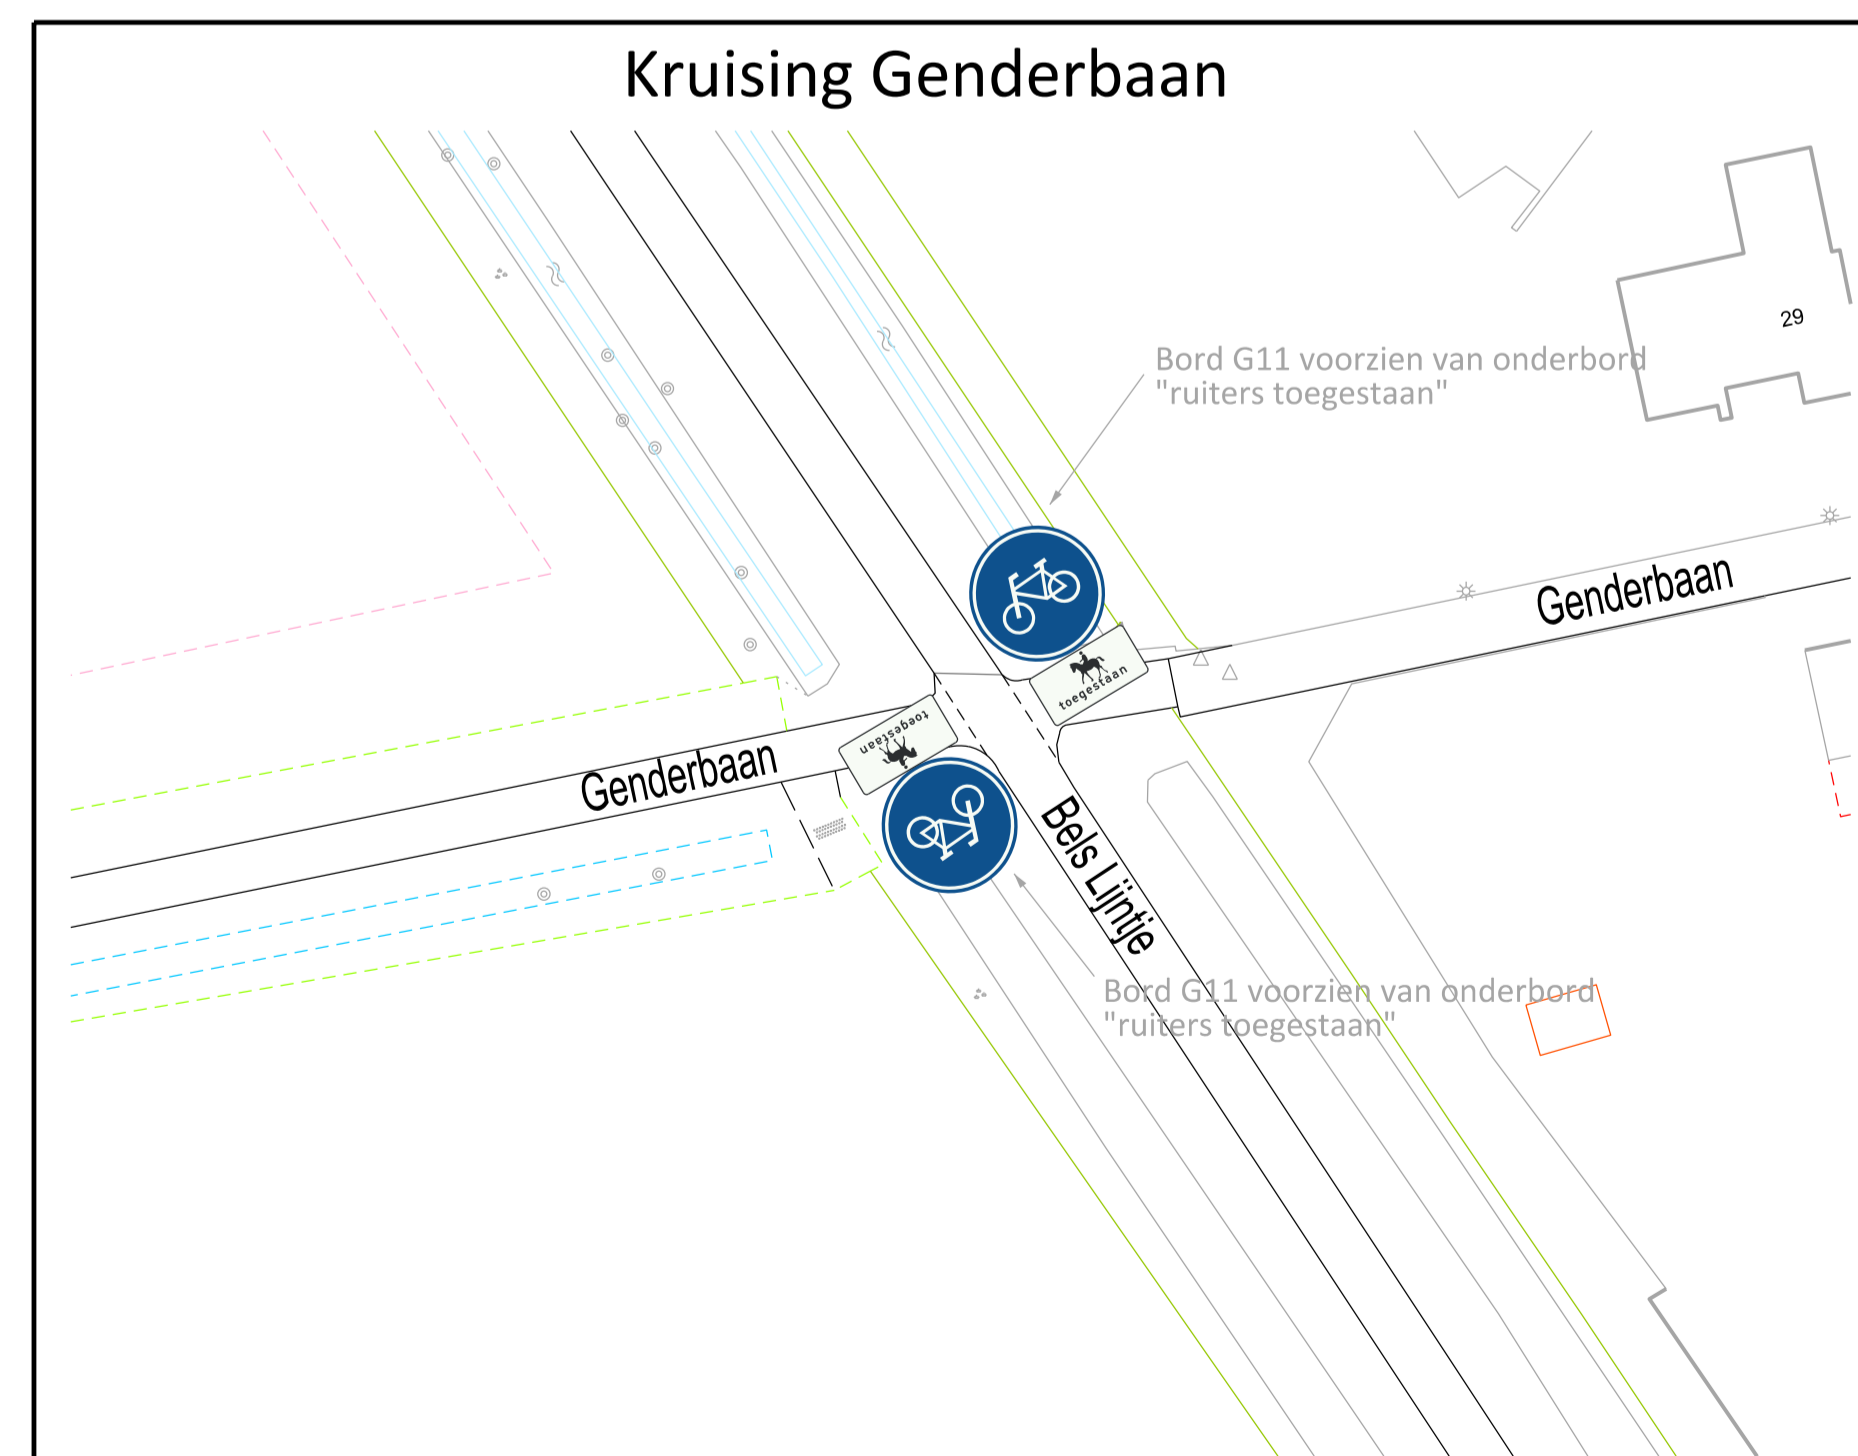 Kruising Genderbaan
29
Bord G11 voorzien van onderbord
"ruiters toegestaan"
Genderbaan
toegestaan
toegestaan
Genderbaan
Bels Lijntje
Bord G11 voorzien van onderbord
"ruiters toegestaan"